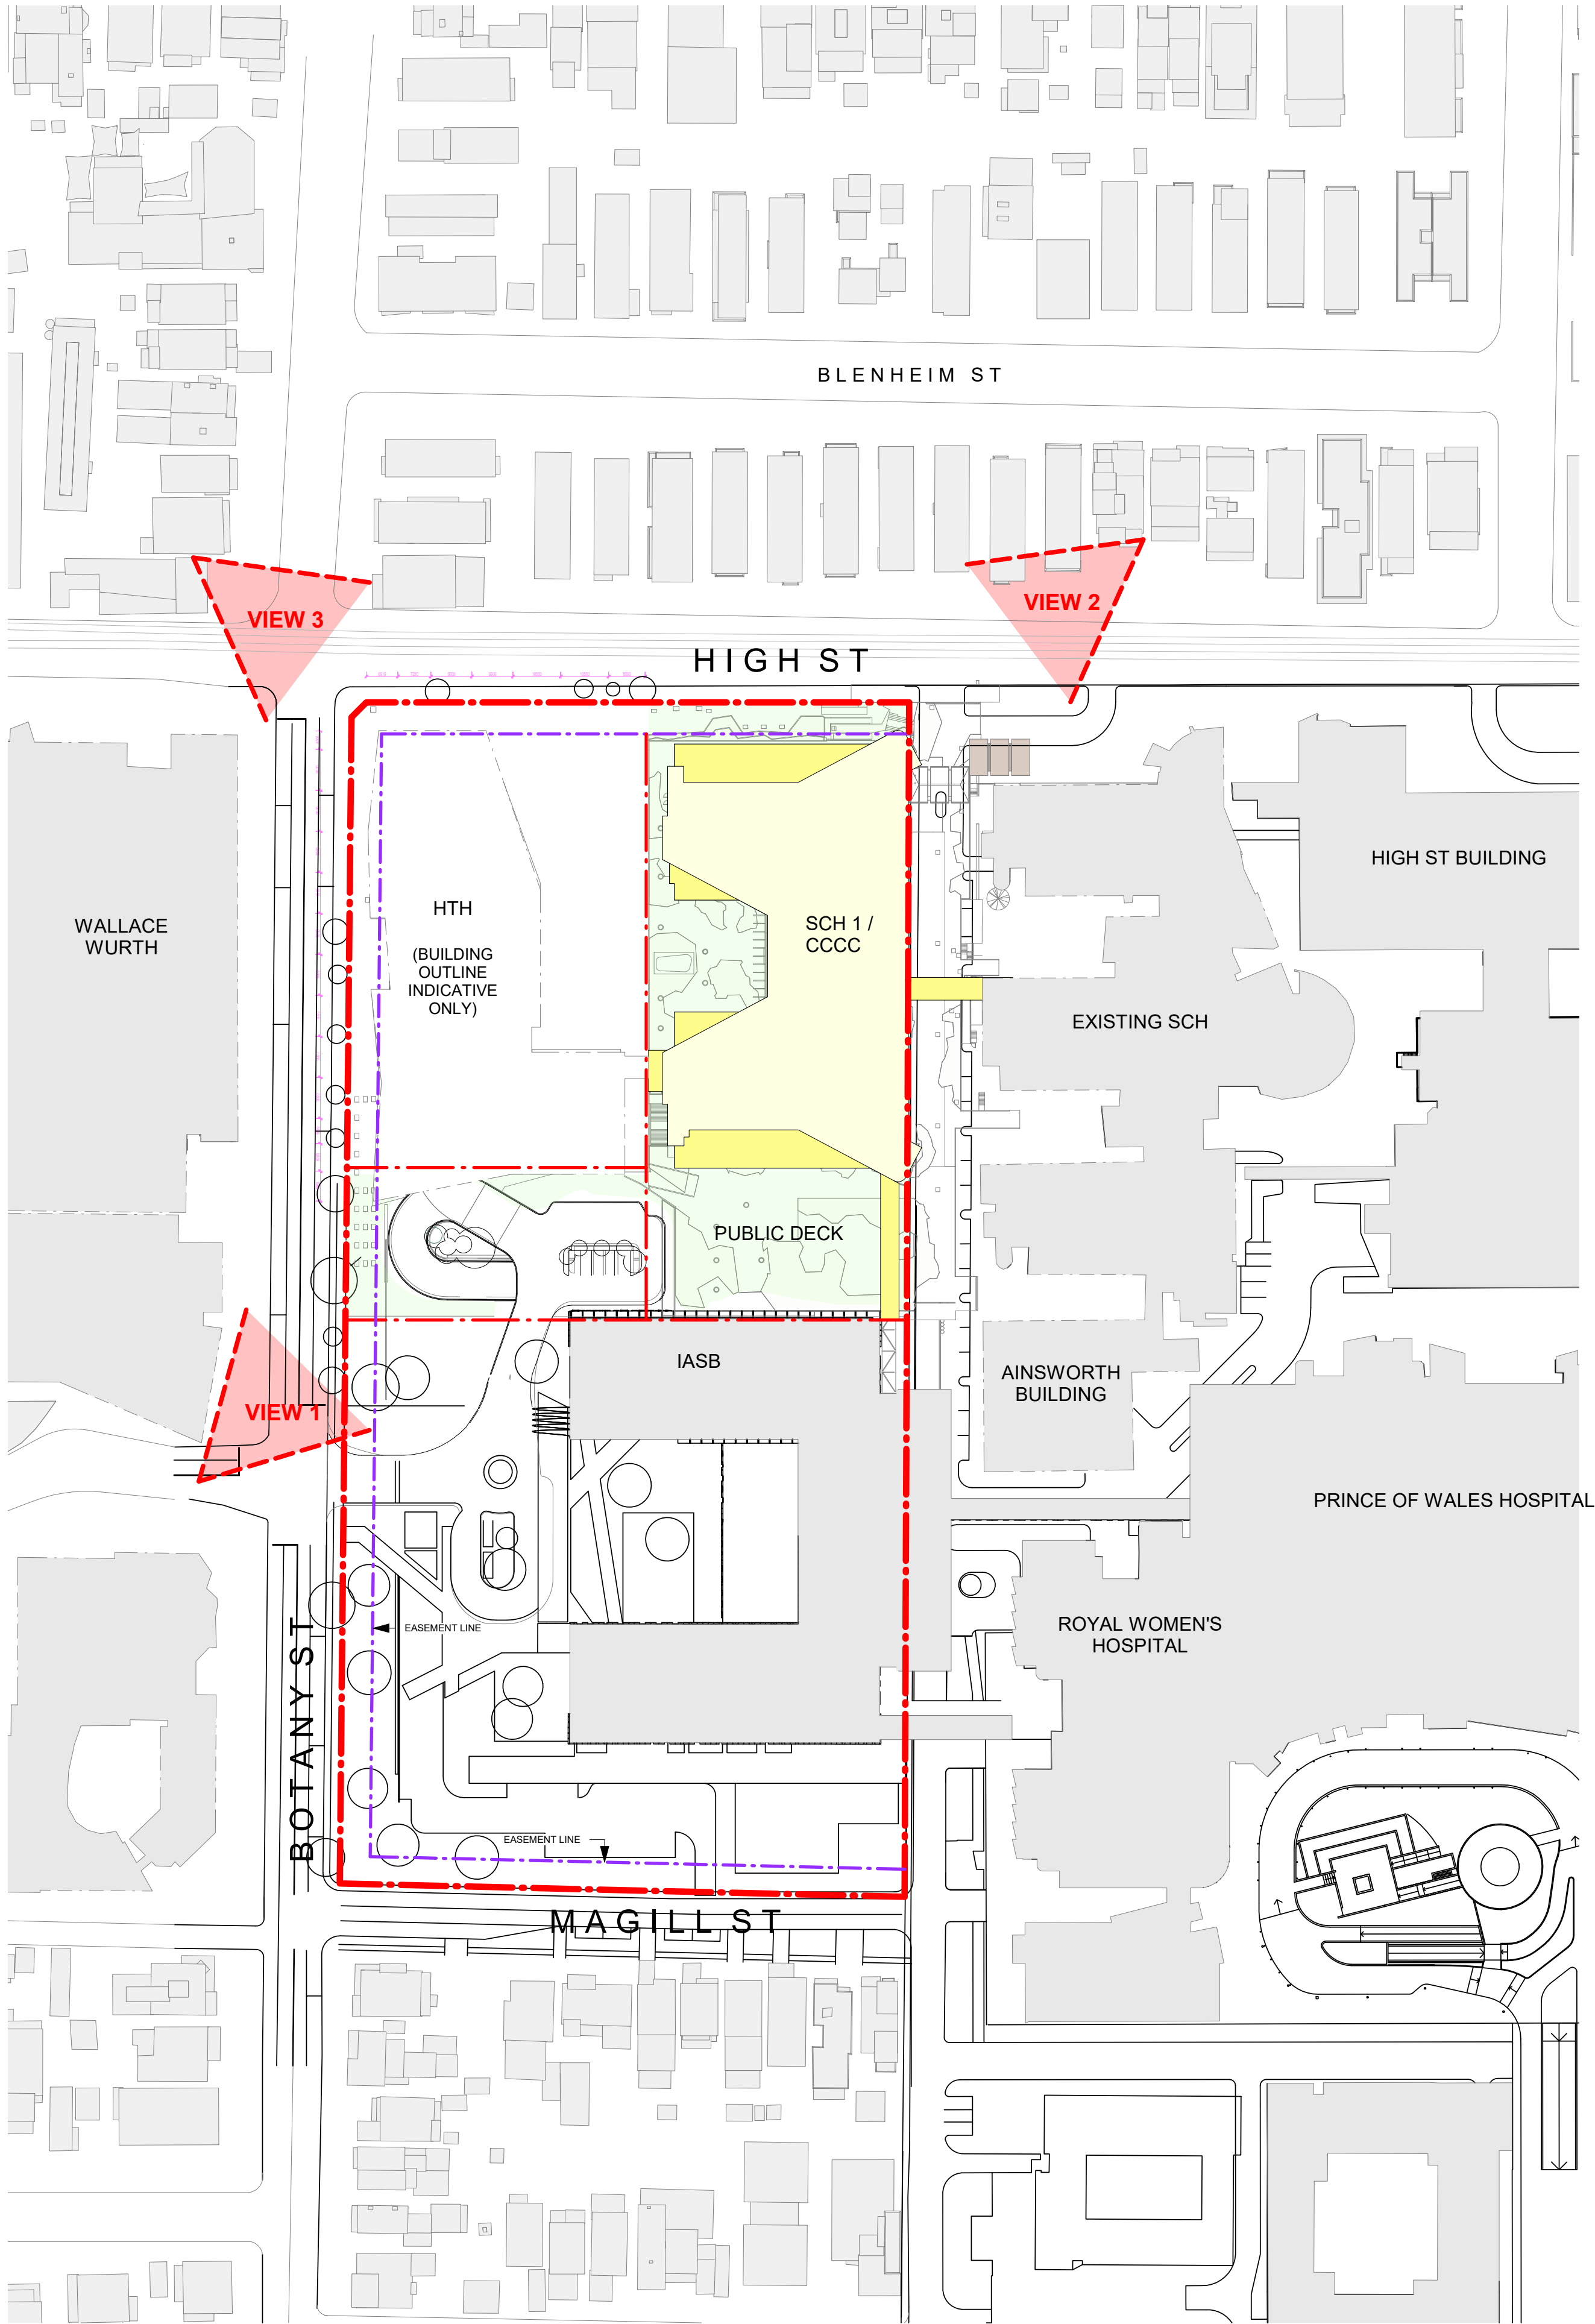 BLENHEIM ST
VIEW 3
VIEW 2
HIGH ST
HIGH ST BUILDING
WALLACE
WURTH
HTH
(BUILDING
OUTLINE
INDICATIVE
ONLY)
SCH 1 /
CCCC
EXISTING SCH
PUBLIC DECK
IASB
AINSWORTH
BUILDING
VIEW 1
PRINCE OF WALES HOSPITAL
EASEMENT LINE
ROYAL WOMEN'S
HOSPITAL
BOTANY ST
EASEMENT LINE
MAGILL ST